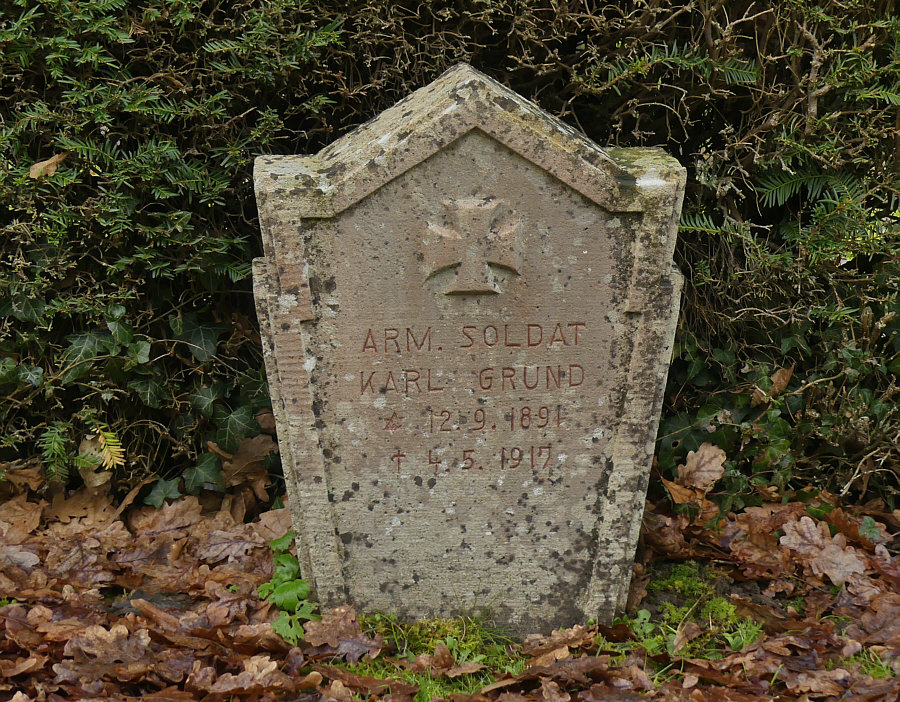 ARM. SOLDAT
KARL GRUND
☆ 12.9.1891
† 4.5.1917